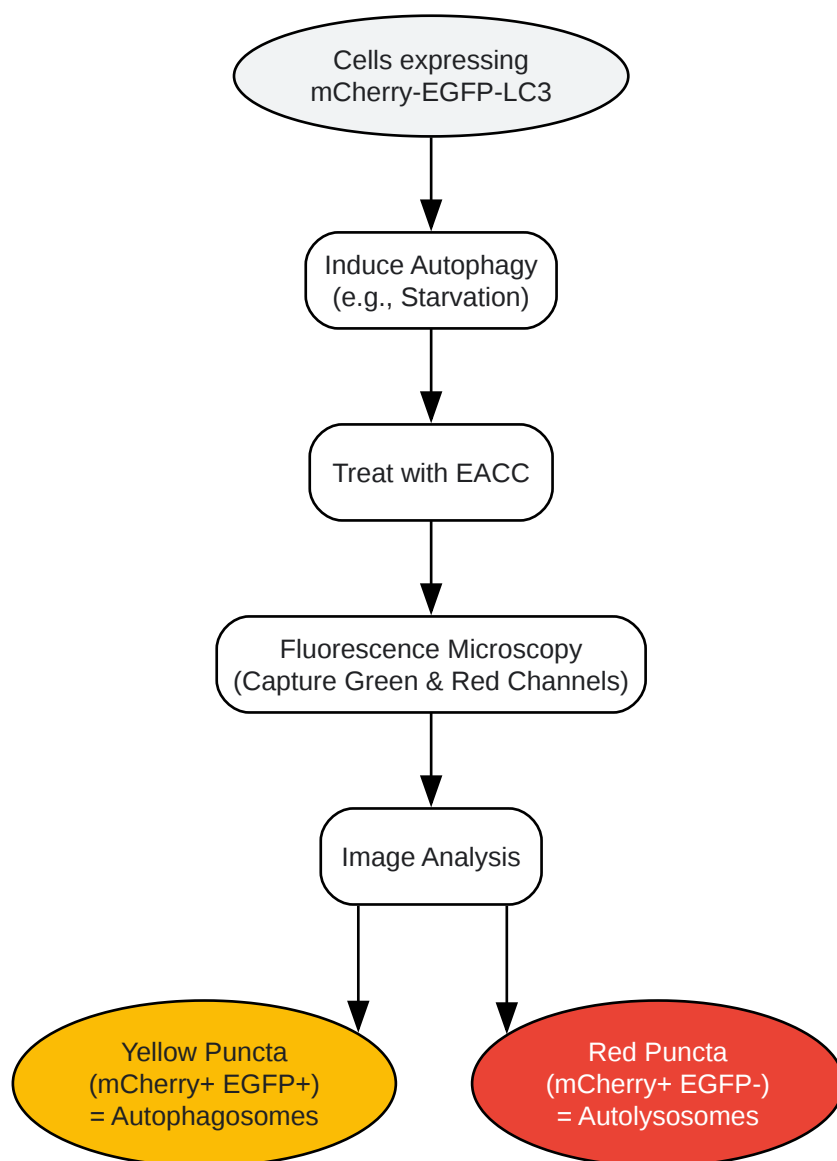 Cells expressing
mCherry-EGFP-LC3
Induce Autophagy
(e.g., Starvation)
Treat with EACC
Fluorescence Microscopy
(Capture Green & Red Channels)
Image Analysis
Yellow Puncta
(mCherry+ EGFP+)
= Autophagosomes
Red Puncta
(mCherry+ EGFP-)
= Autolysosomes